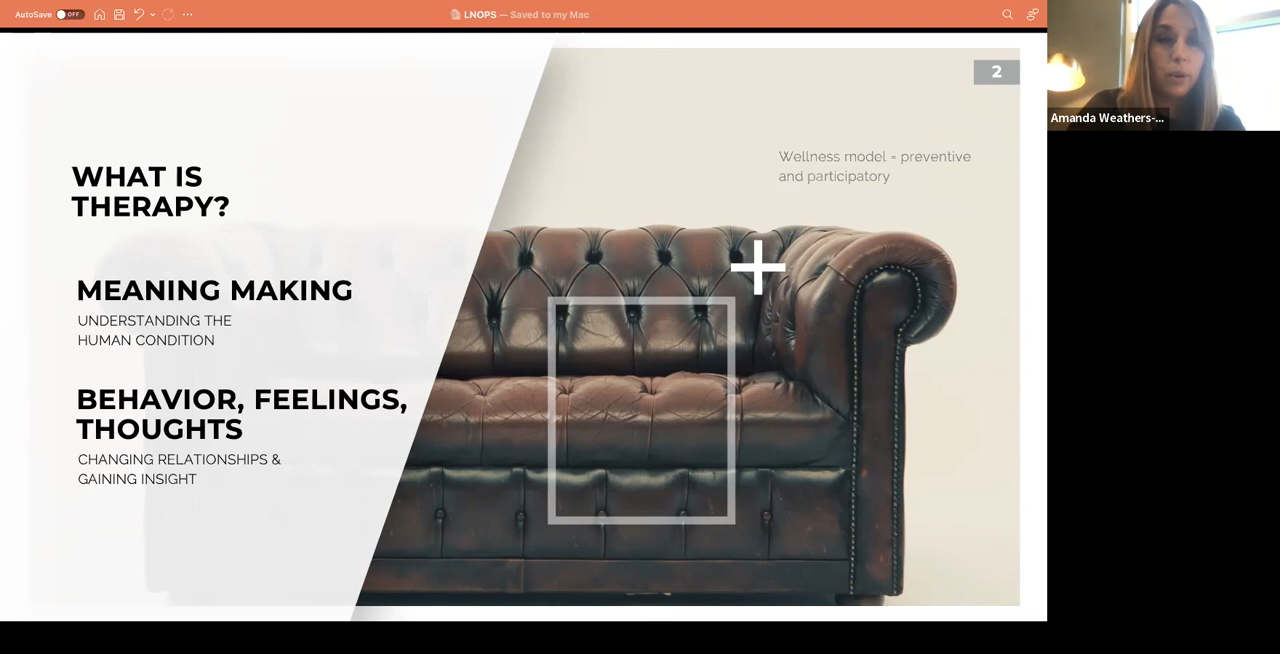 AutoSave OFF
LNOPS — Saved to my Mac
2
WHAT IS
THERAPY?
MEANING MAKING
UNDERSTANDING THE
HUMAN CONDITION
BEHAVIOR, FEELINGS,
THOUGHTS
CHANGING RELATIONSHIPS &
GAINING INSIGHT
Wellness model = preventive
and participatory
Amanda Weathers-...